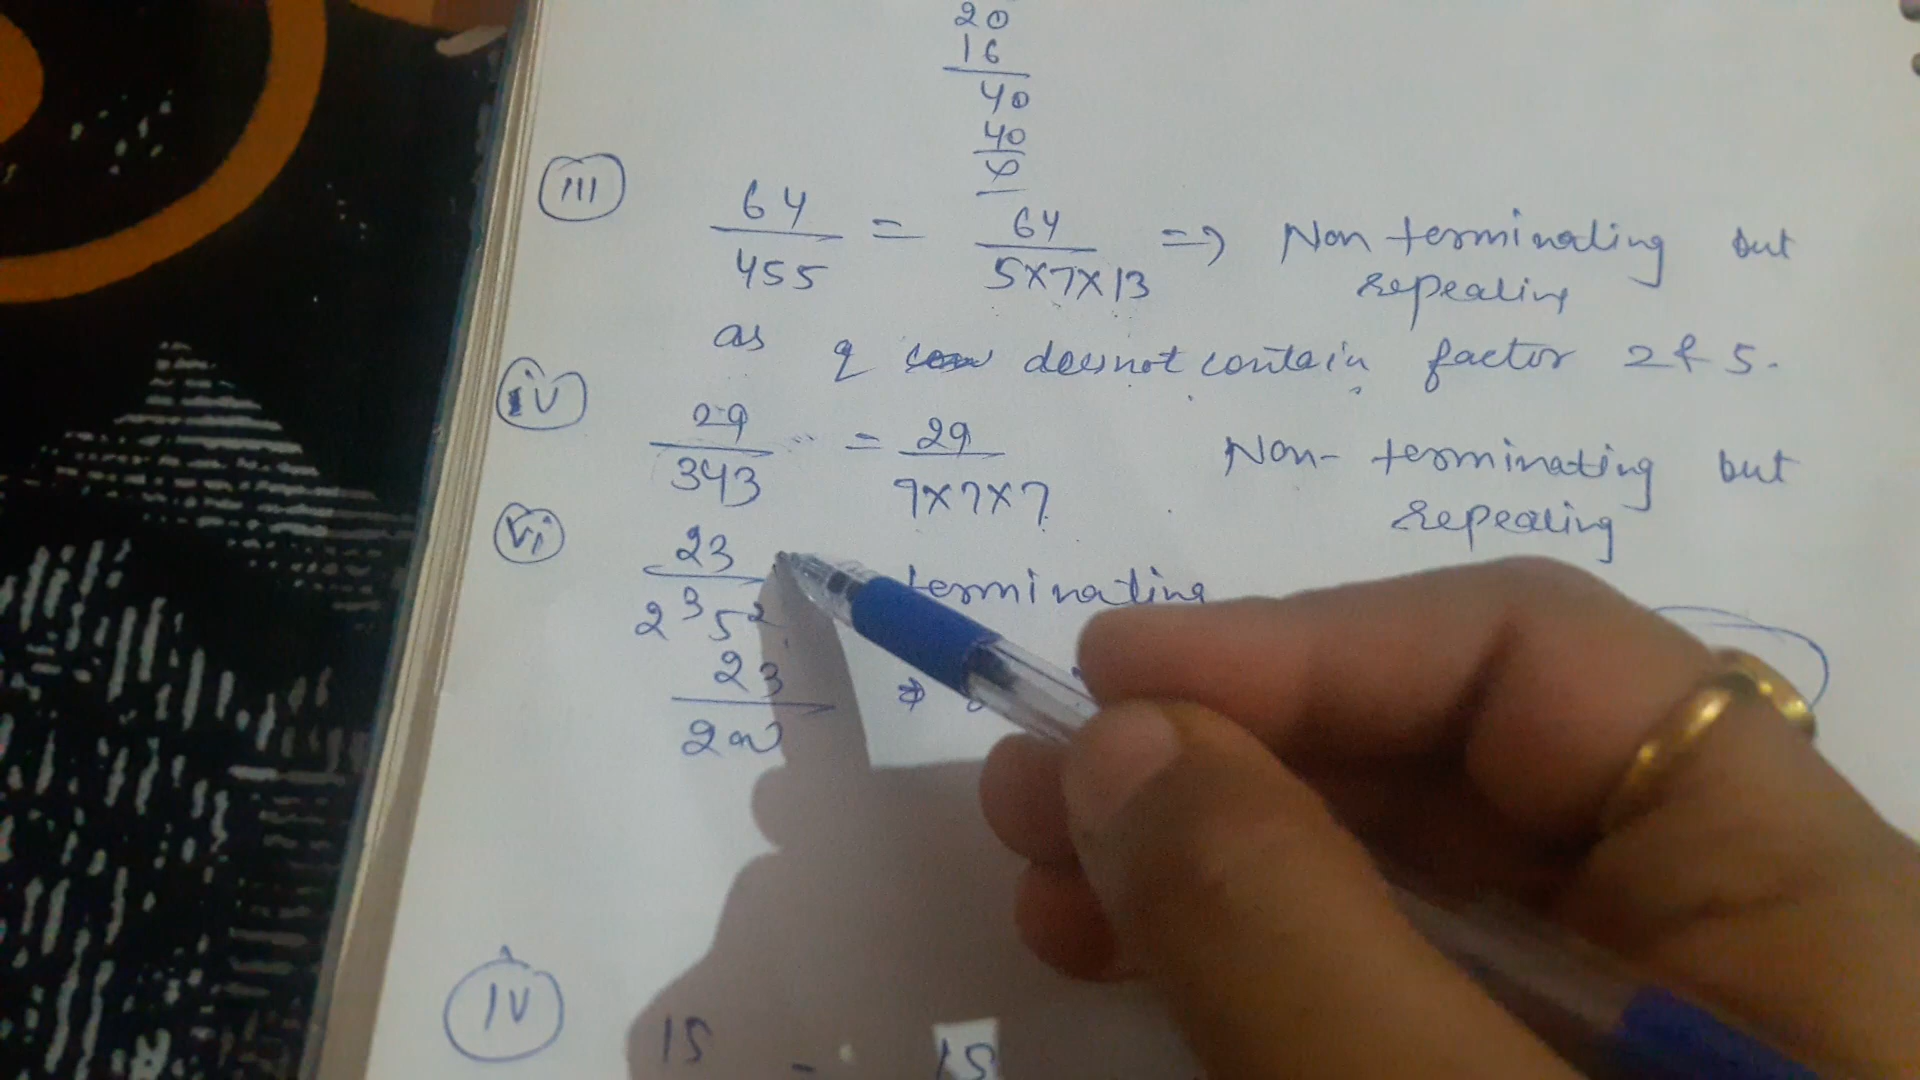 20
16
40
40
(iii) 64/455 = 64/5×7×13 => Non terminating but
repeating
as q does not contain factor 2 & 5.
(iv) 29/343 = 29/7×7×7 Non-terminating but
repeating
(vi) 23/2³5² terminating
23
(iv) 15 - 15